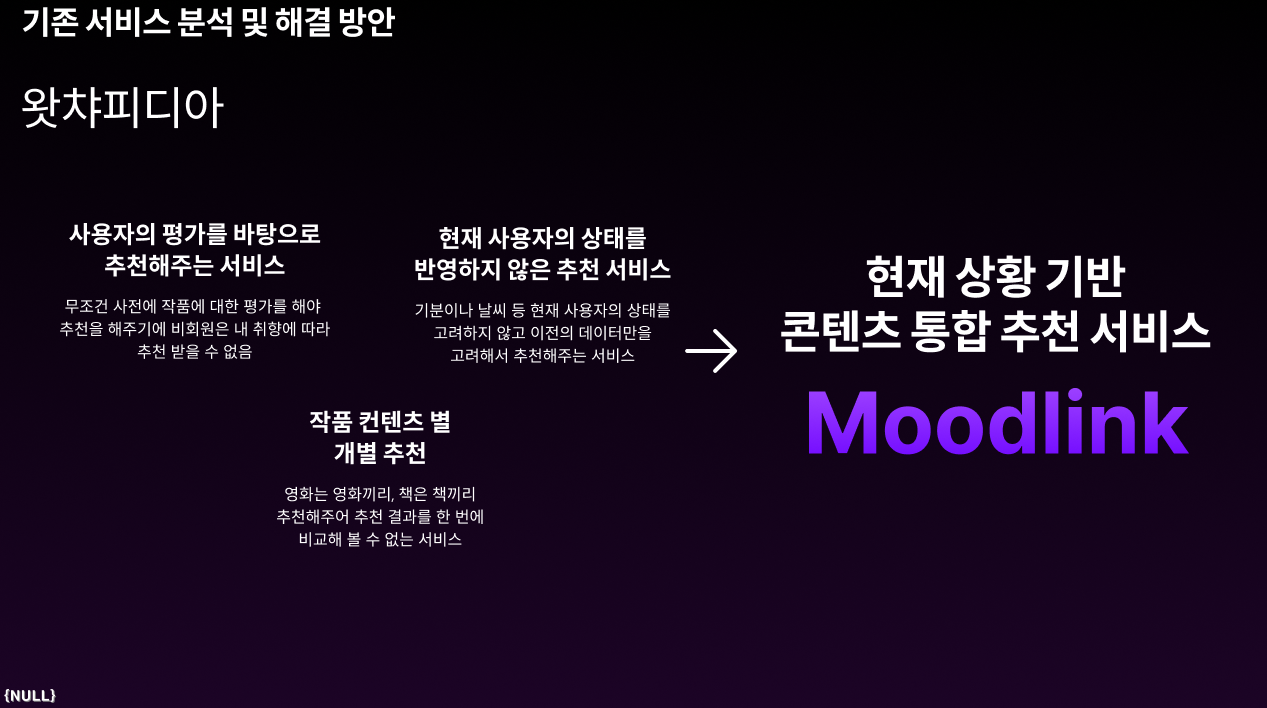 기존 서비스 분석 및 해결 방안
왓챠피디아
사용자의 평가를 바탕으로
추천해주는 서비스
무조건 사전에 작품에 대한 평가를 해야
추천을 해주기에 비회원은 내 취향에 따라
추천 받을 수 없음
현재 사용자의 상태를
반영하지 않은 추천 서비스
기분이나 날씨 등 현재 사용자의 상태를
고려하지 않고 이전의 데이터만을
고려해서 추천해주는 서비스
작품 컨텐츠 별
개별 추천
영화는 영화끼리, 책은 책끼리
추천해주어 추천 결과를 한 번에
비교해 볼 수 없는 서비스
현재 상황 기반
콘텐츠 통합 추천 서비스
Moodlink
{NULL}